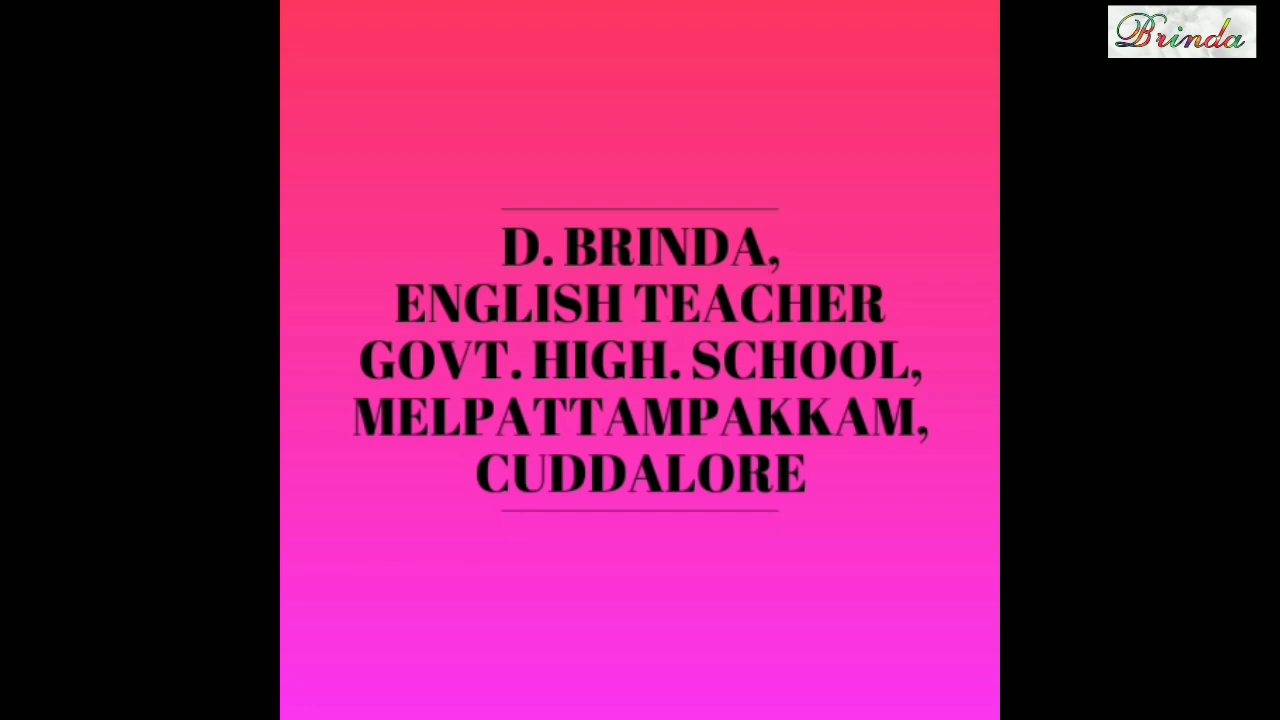 Brinda
D. BRINDA,
ENGLISH TEACHER
GOVT. HIGH. SCHOOL,
MELPATTAMPAKKAM,
CUDDALORE